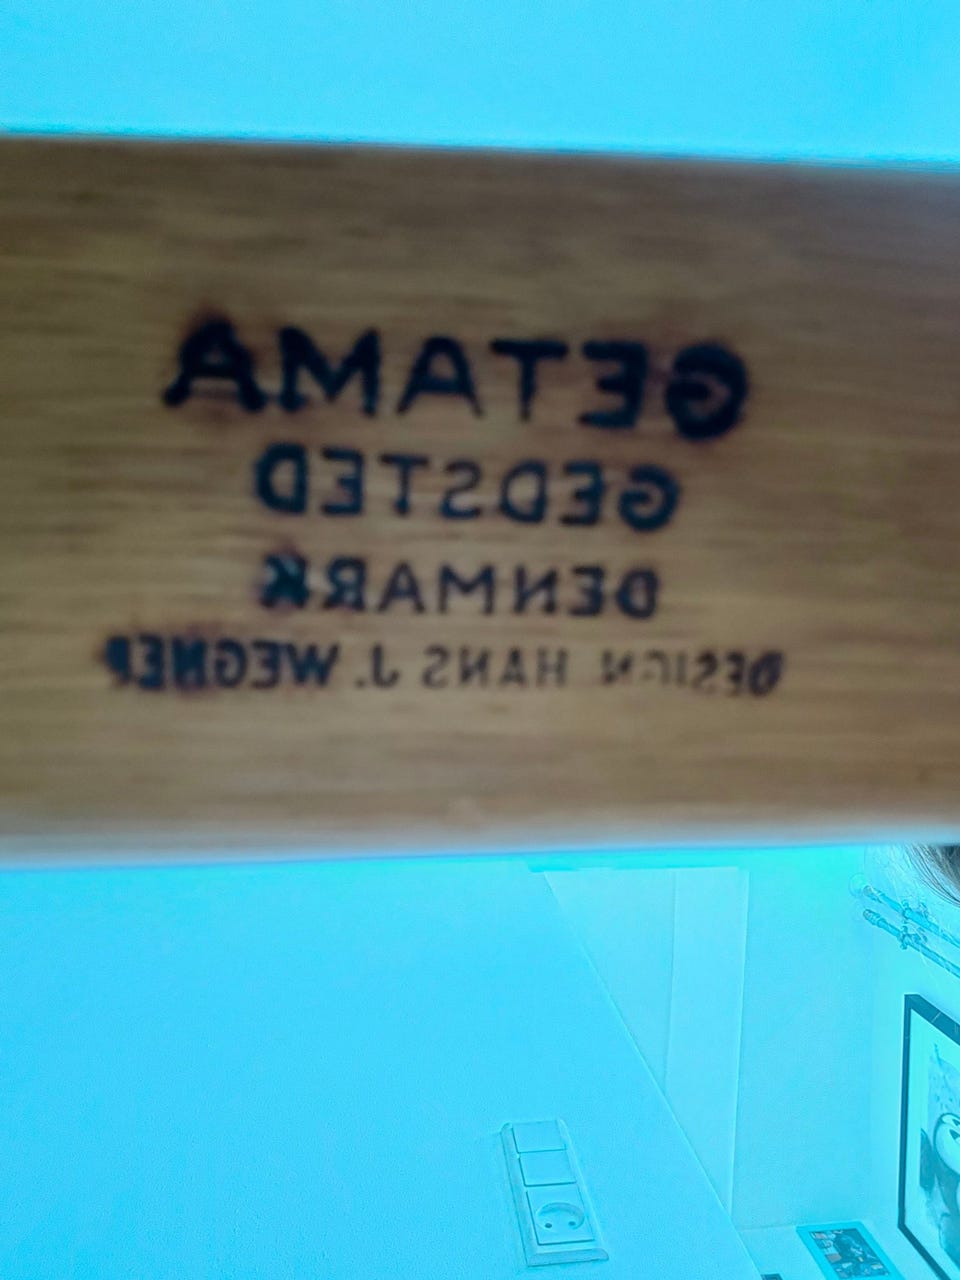 GETAMA
GEDSTED
DENMARK
DESIGN HANS J. WEGNER